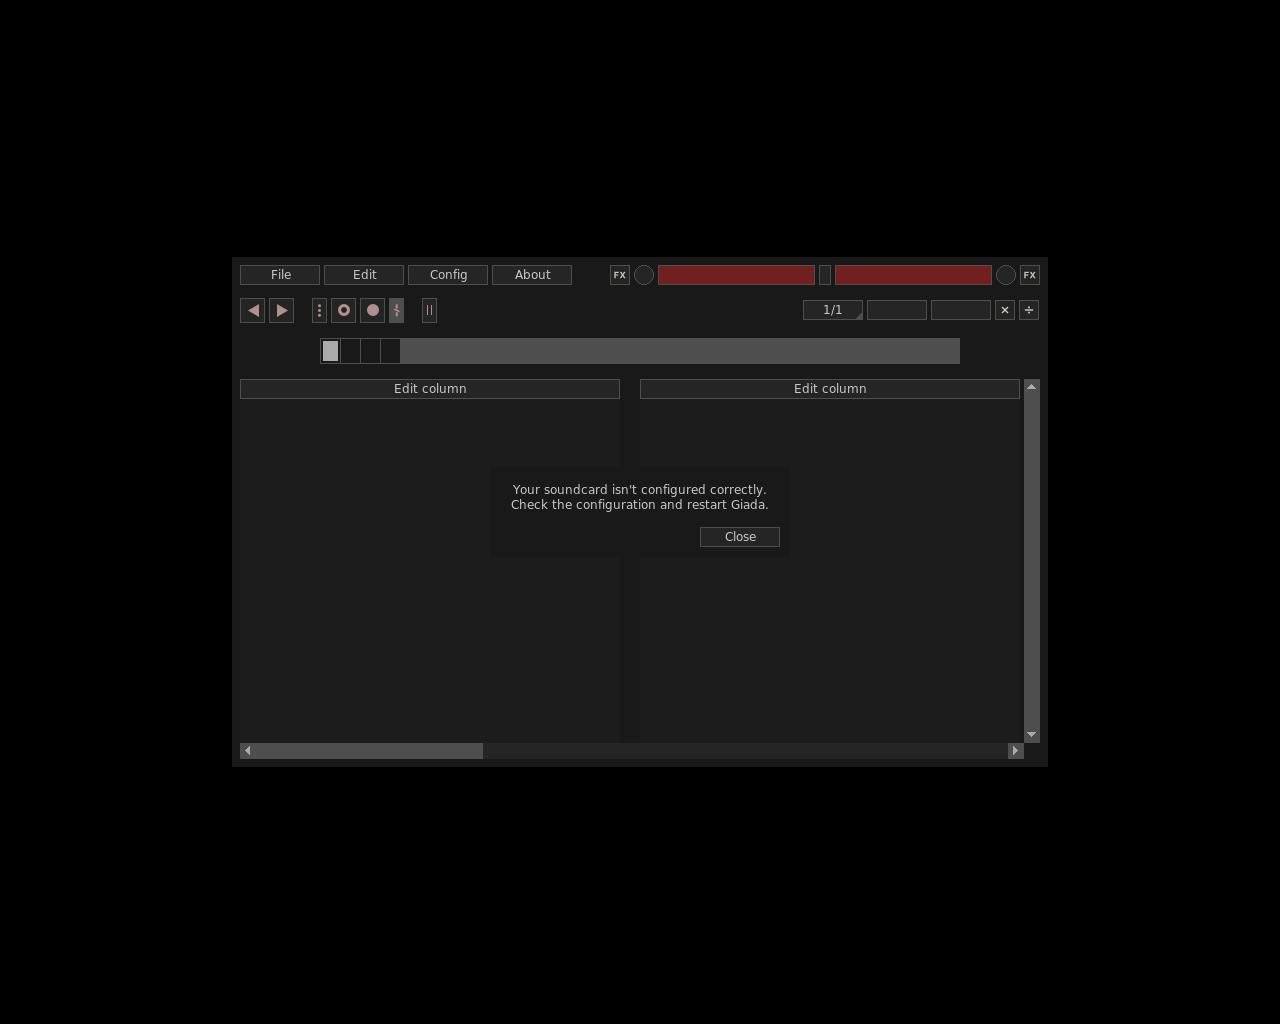 File Edit Config About FX FX
1/1 × ÷
Edit column Edit column
Your soundcard isn't configured correctly.
Check the configuration and restart Giada.
Close